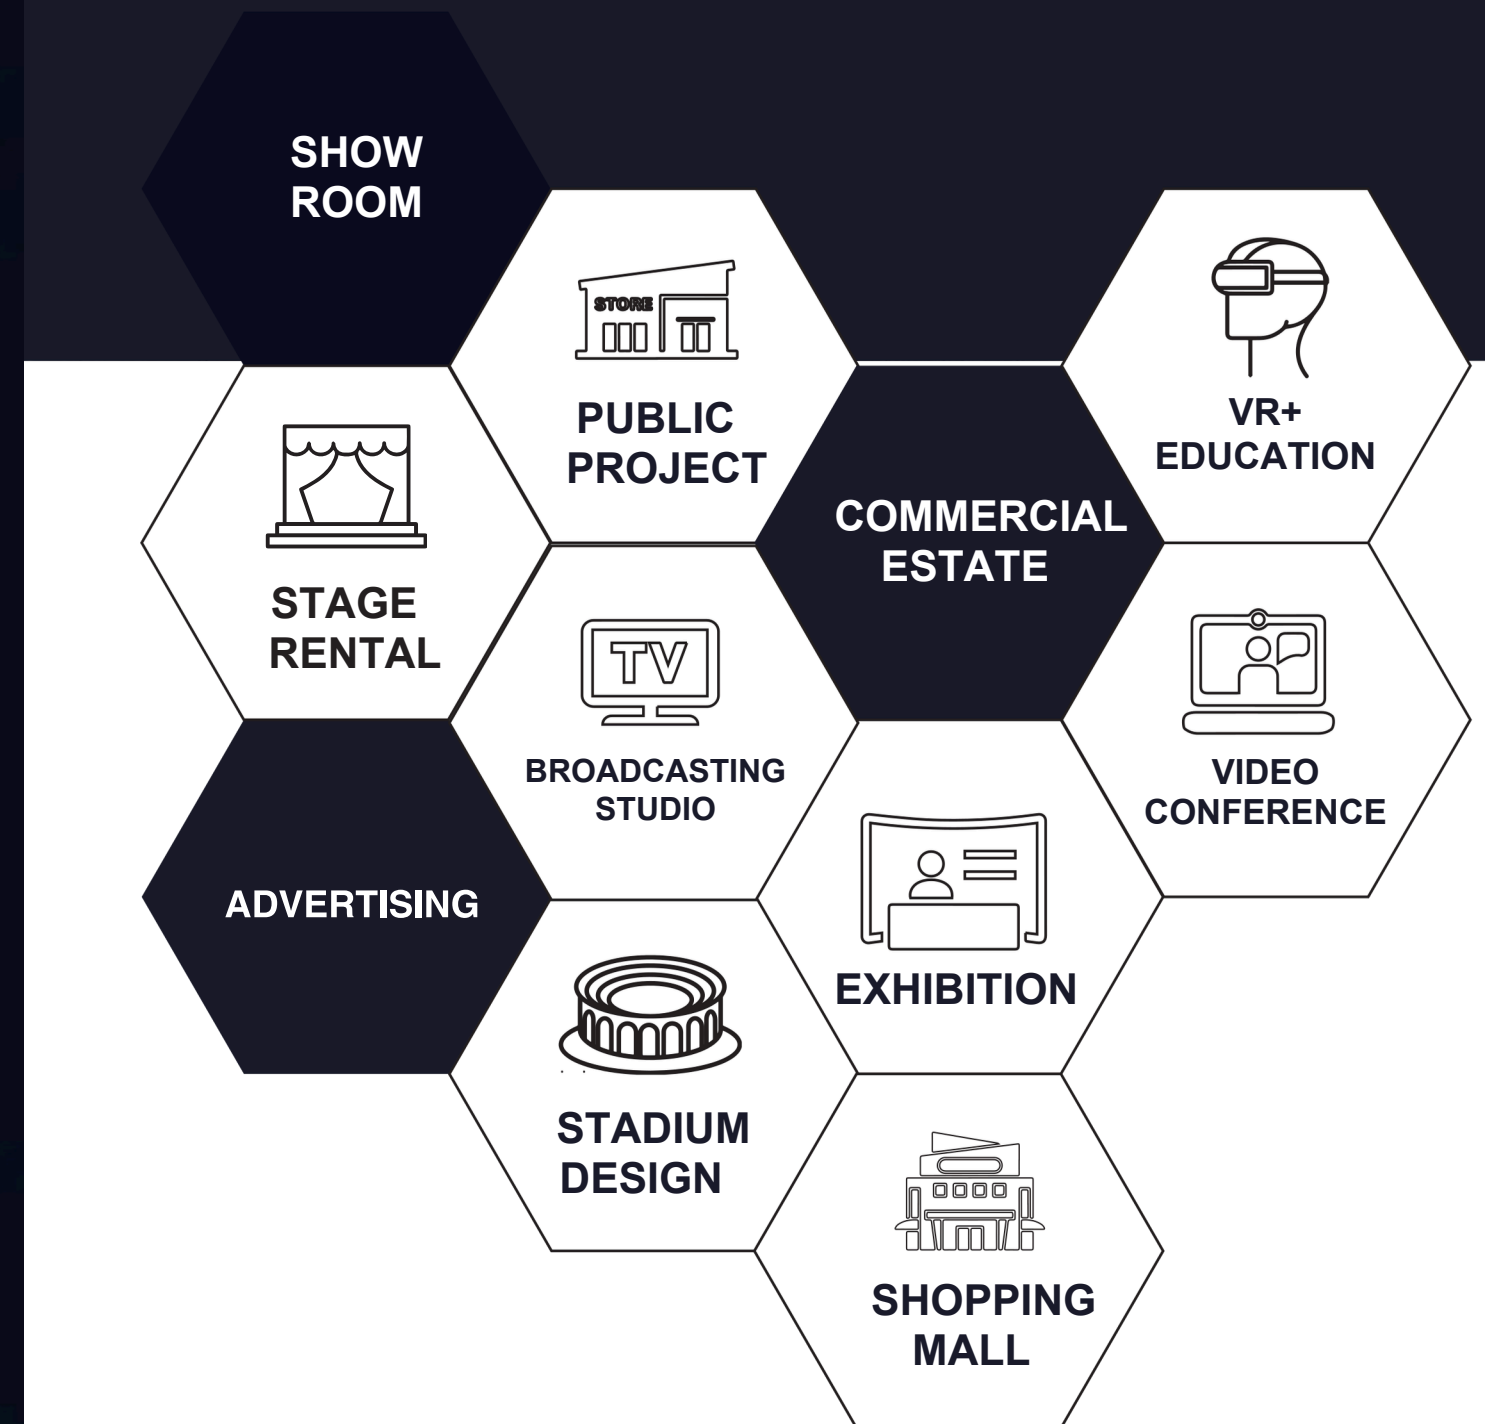 SHOW
ROOM
STORE
PUBLIC
PROJECT
VR+
EDUCATION
STAGE
RENTAL
COMMERCIAL
ESTATE
TV
BROADCASTING
STUDIO
VIDEO
CONFERENCE
ADVERTISING
EXHIBITION
STADIUM
DESIGN
SHOPPING
MALL